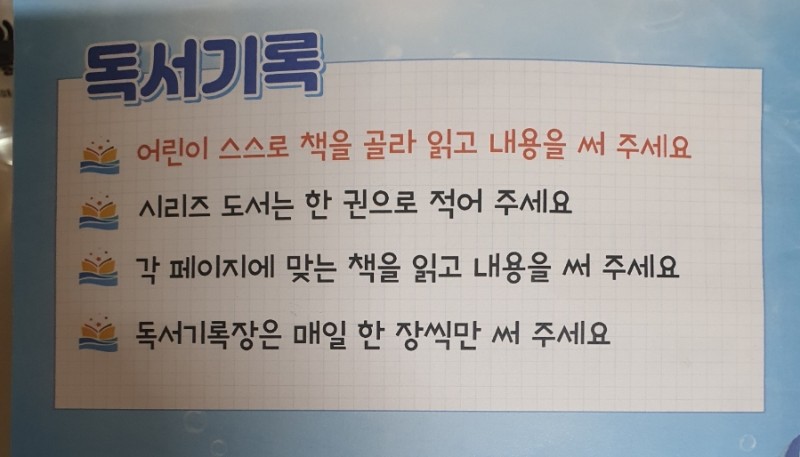 독서기록
어린이 스스로 책을 골라 읽고 내용을 써 주세요
시리즈 도서는 한 권으로 적어 주세요
각 페이지에 맞는 책을 읽고 내용을 써 주세요
독서기록장은 매일 한 장씩만 써 주세요